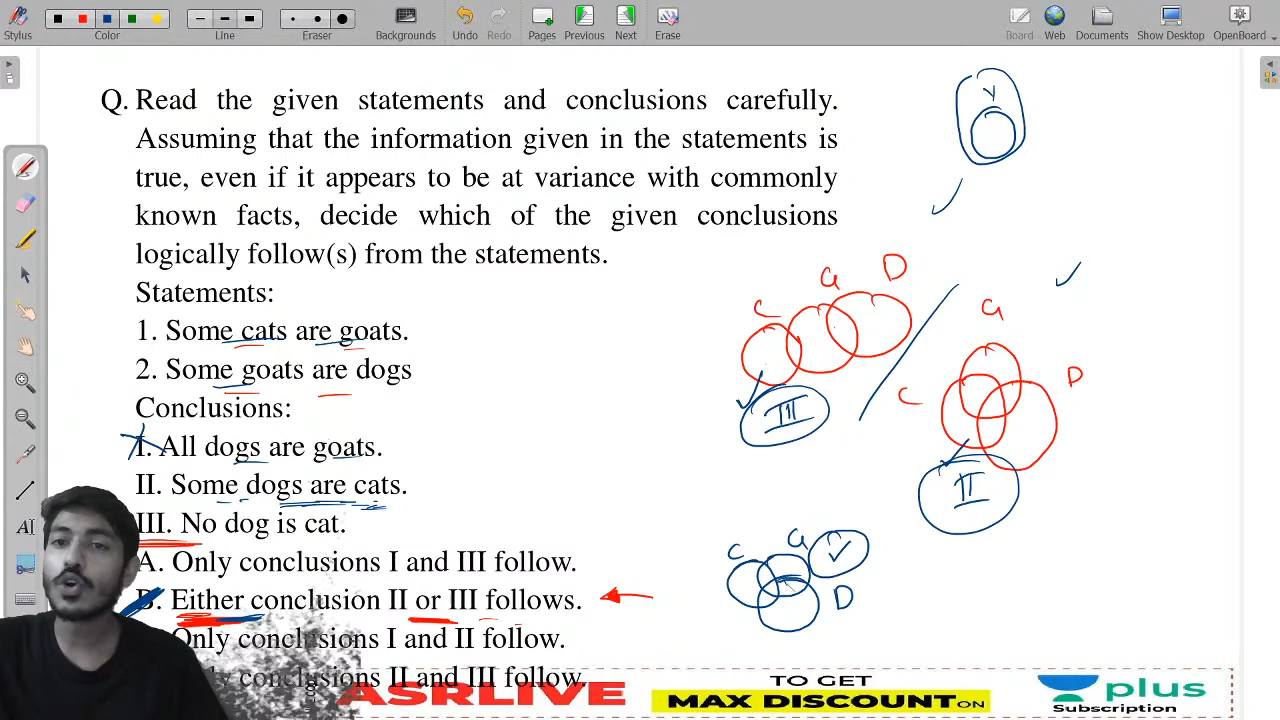 Stylus
Color
Line
Eraser
Backgrounds
Undo
Redo
Pages
Previous
Next
Erase
Board
Web
Documents
Show Desktop
OpenBoard
Q. Read the given statements and conclusions carefully.
Assuming that the information given in the statements is
true, even if it appears to be at variance with commonly
known facts, decide which of the given conclusions
logically follow(s) from the statements.
Statements:
1. Some cats are goats.
2. Some goats are dogs
Conclusions:
I. All dogs are goats.
II. Some dogs are cats.
III. No dog is cat.
A. Only conclusions I and III follow.
B. Either conclusion II or III follows.
Only conclusions I and II follow.
conclusions II and III follow.
C G D
III
G
C D
II
C G
D
ASRLIVE
TO GET
MAX DISCOUNT ON
plus
Subscription